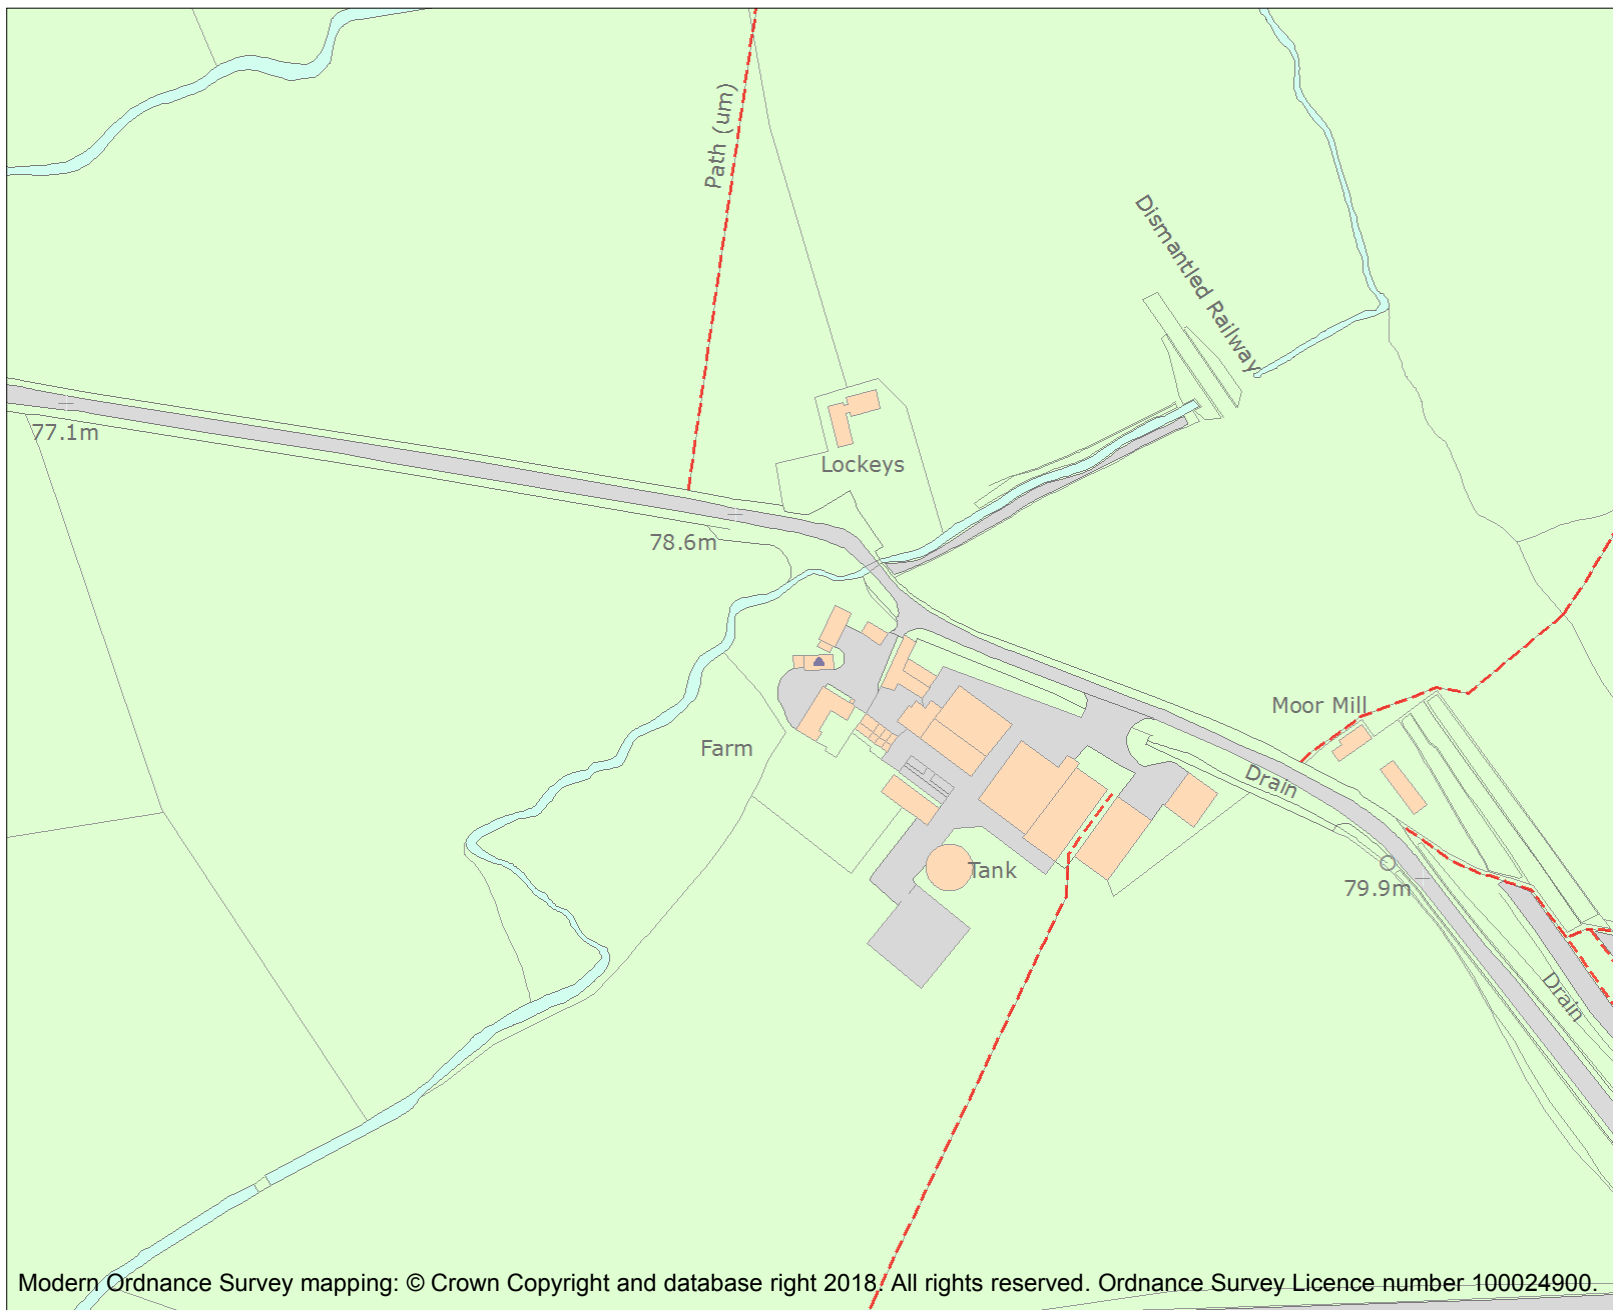 Path (um)
Dismantled Railway
77.1m
Lockeys
78.6m
Moor Mill
Farm
Drain
Tank
79.9m
Drain
Modern Ordnance Survey mapping: © Crown Copyright and database right 2018. All rights reserved. Ordnance Survey Licence number 100024900.